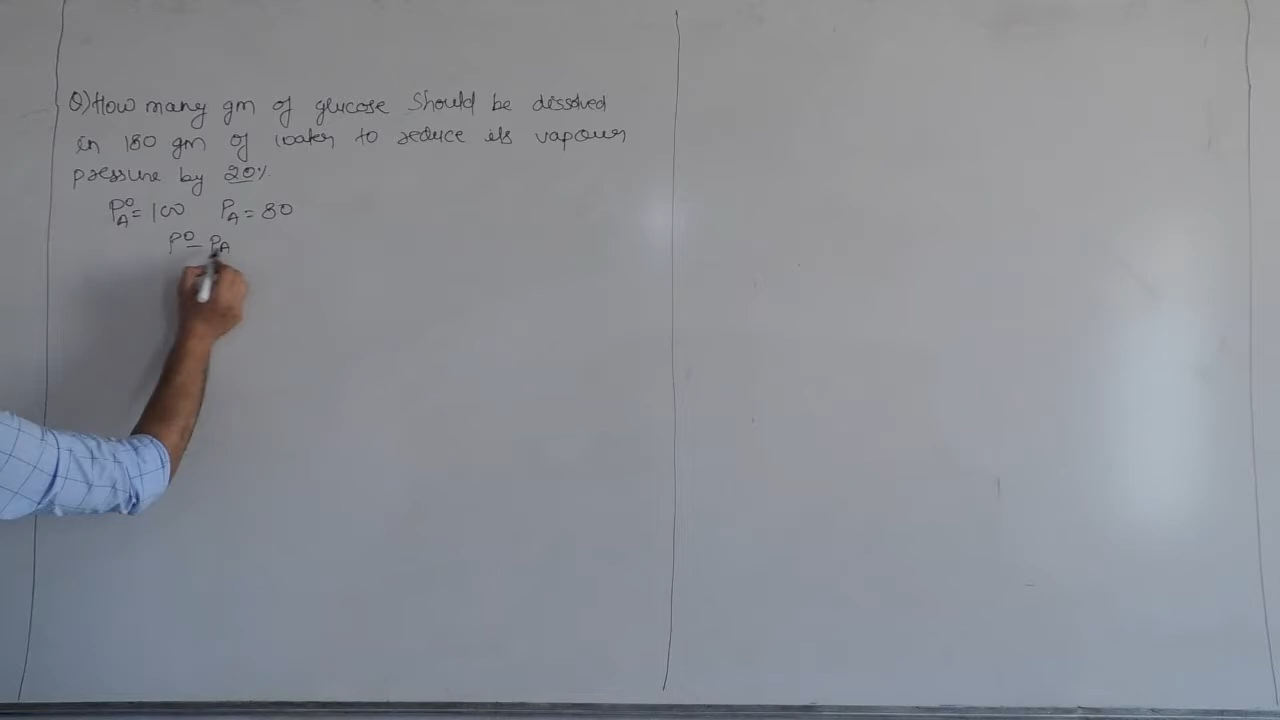 Q) How many gm of glucose should be dissolved
in 180 gm of water to reduce its vapour
pressure by 20%.
P°A = 100 PA = 80
P° - PA